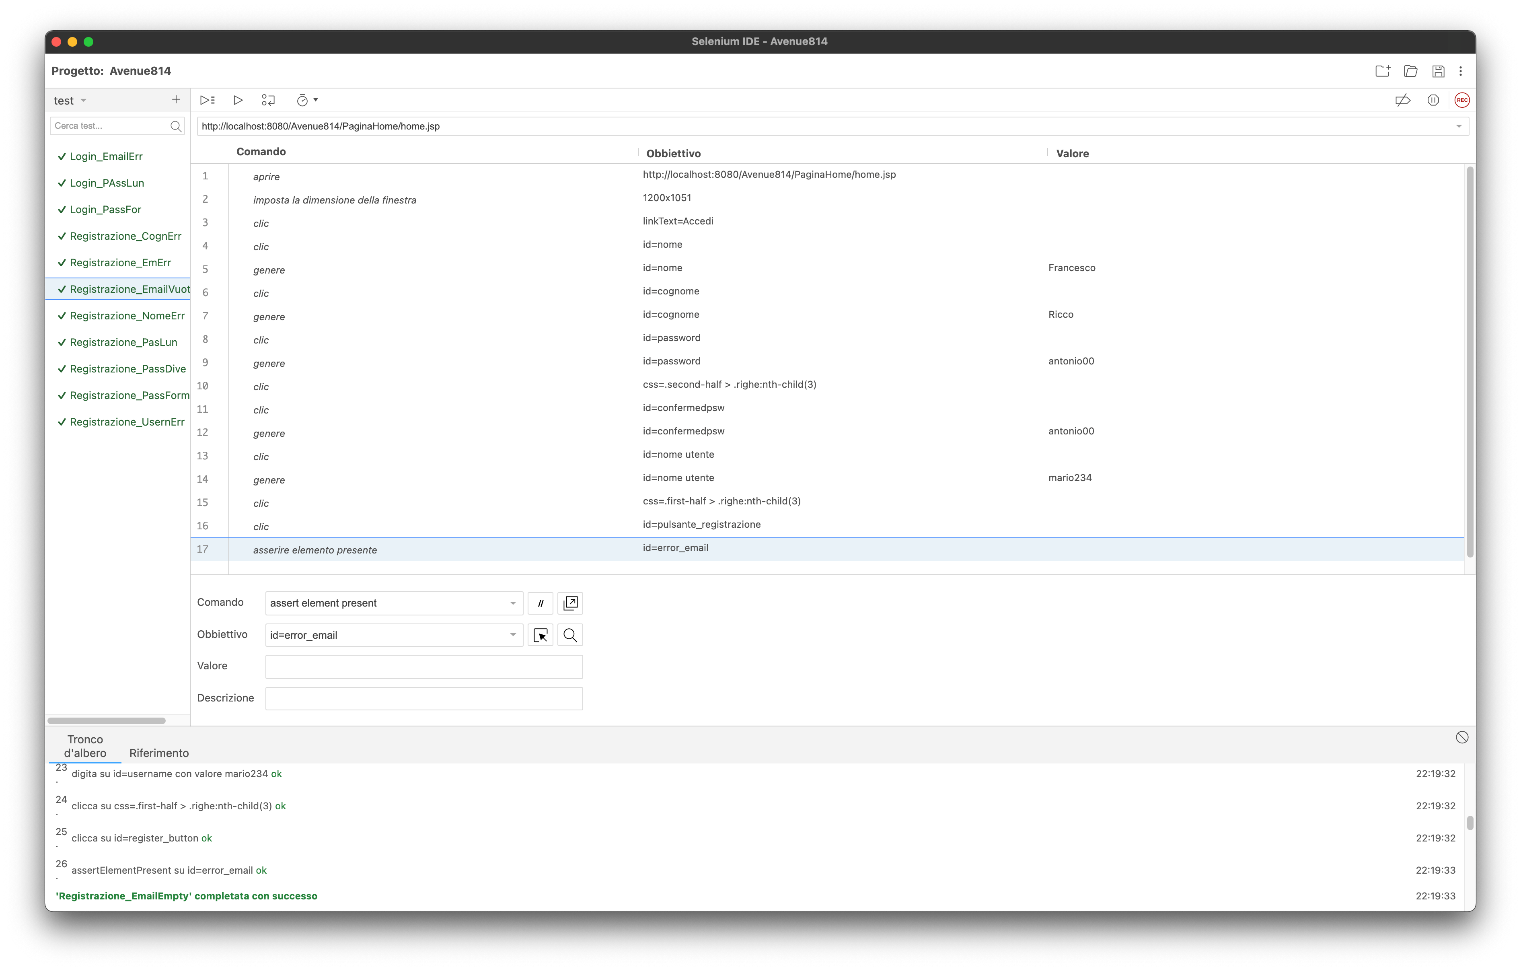 Selenium IDE - Avenue814
Progetto: Avenue814
test
Cerca test...
Login_EmailErr
Login_PAssLun
Login_PassFor
Registrazione_CognErr
Registrazione_EmErr
Registrazione_EmailVuot
Registrazione_NomeErr
Registrazione_PasLun
Registrazione_PassDive
Registrazione_PassForm
Registrazione_UsernErr
REC
http://localhost:8080/Avenue814/PaginaHome/home.jsp
Comando Obbiettivo Valore
1 aprire http://localhost:8080/Avenue814/PaginaHome/home.jsp
2 imposta la dimensione della finestra 1200x1051
3 clic linkText=Accedi
4 clic id=nome
5 genere id=nome Francesco
6 clic id=cognome
7 genere id=cognome Ricco
8 clic id=password
9 genere id=password antonio00
10 clic css=.second-half > .righe:nth-child(3)
11 clic id=confermedpsw
12 genere id=confermedpsw antonio00
13 clic id=nome utente
14 genere id=nome utente mario234
15 clic css=.first-half > .righe:nth-child(3)
16 clic id=pulsante_registrazione
17 asserire elemento presente id=error_email
Comando assert element present //
Obbiettivo id=error_email
Valore
Descrizione
Tronco
d'albero Riferimento
23. digita su id=username con valore mario234 ok 22:19:32
24. clicca su css=.first-half > .righe:nth-child(3) ok 22:19:32
25. clicca su id=register_button ok 22:19:32
26. assertElementPresent su id=error_email ok 22:19:33
'Registrazione_EmailEmpty' completata con successo 22:19:33